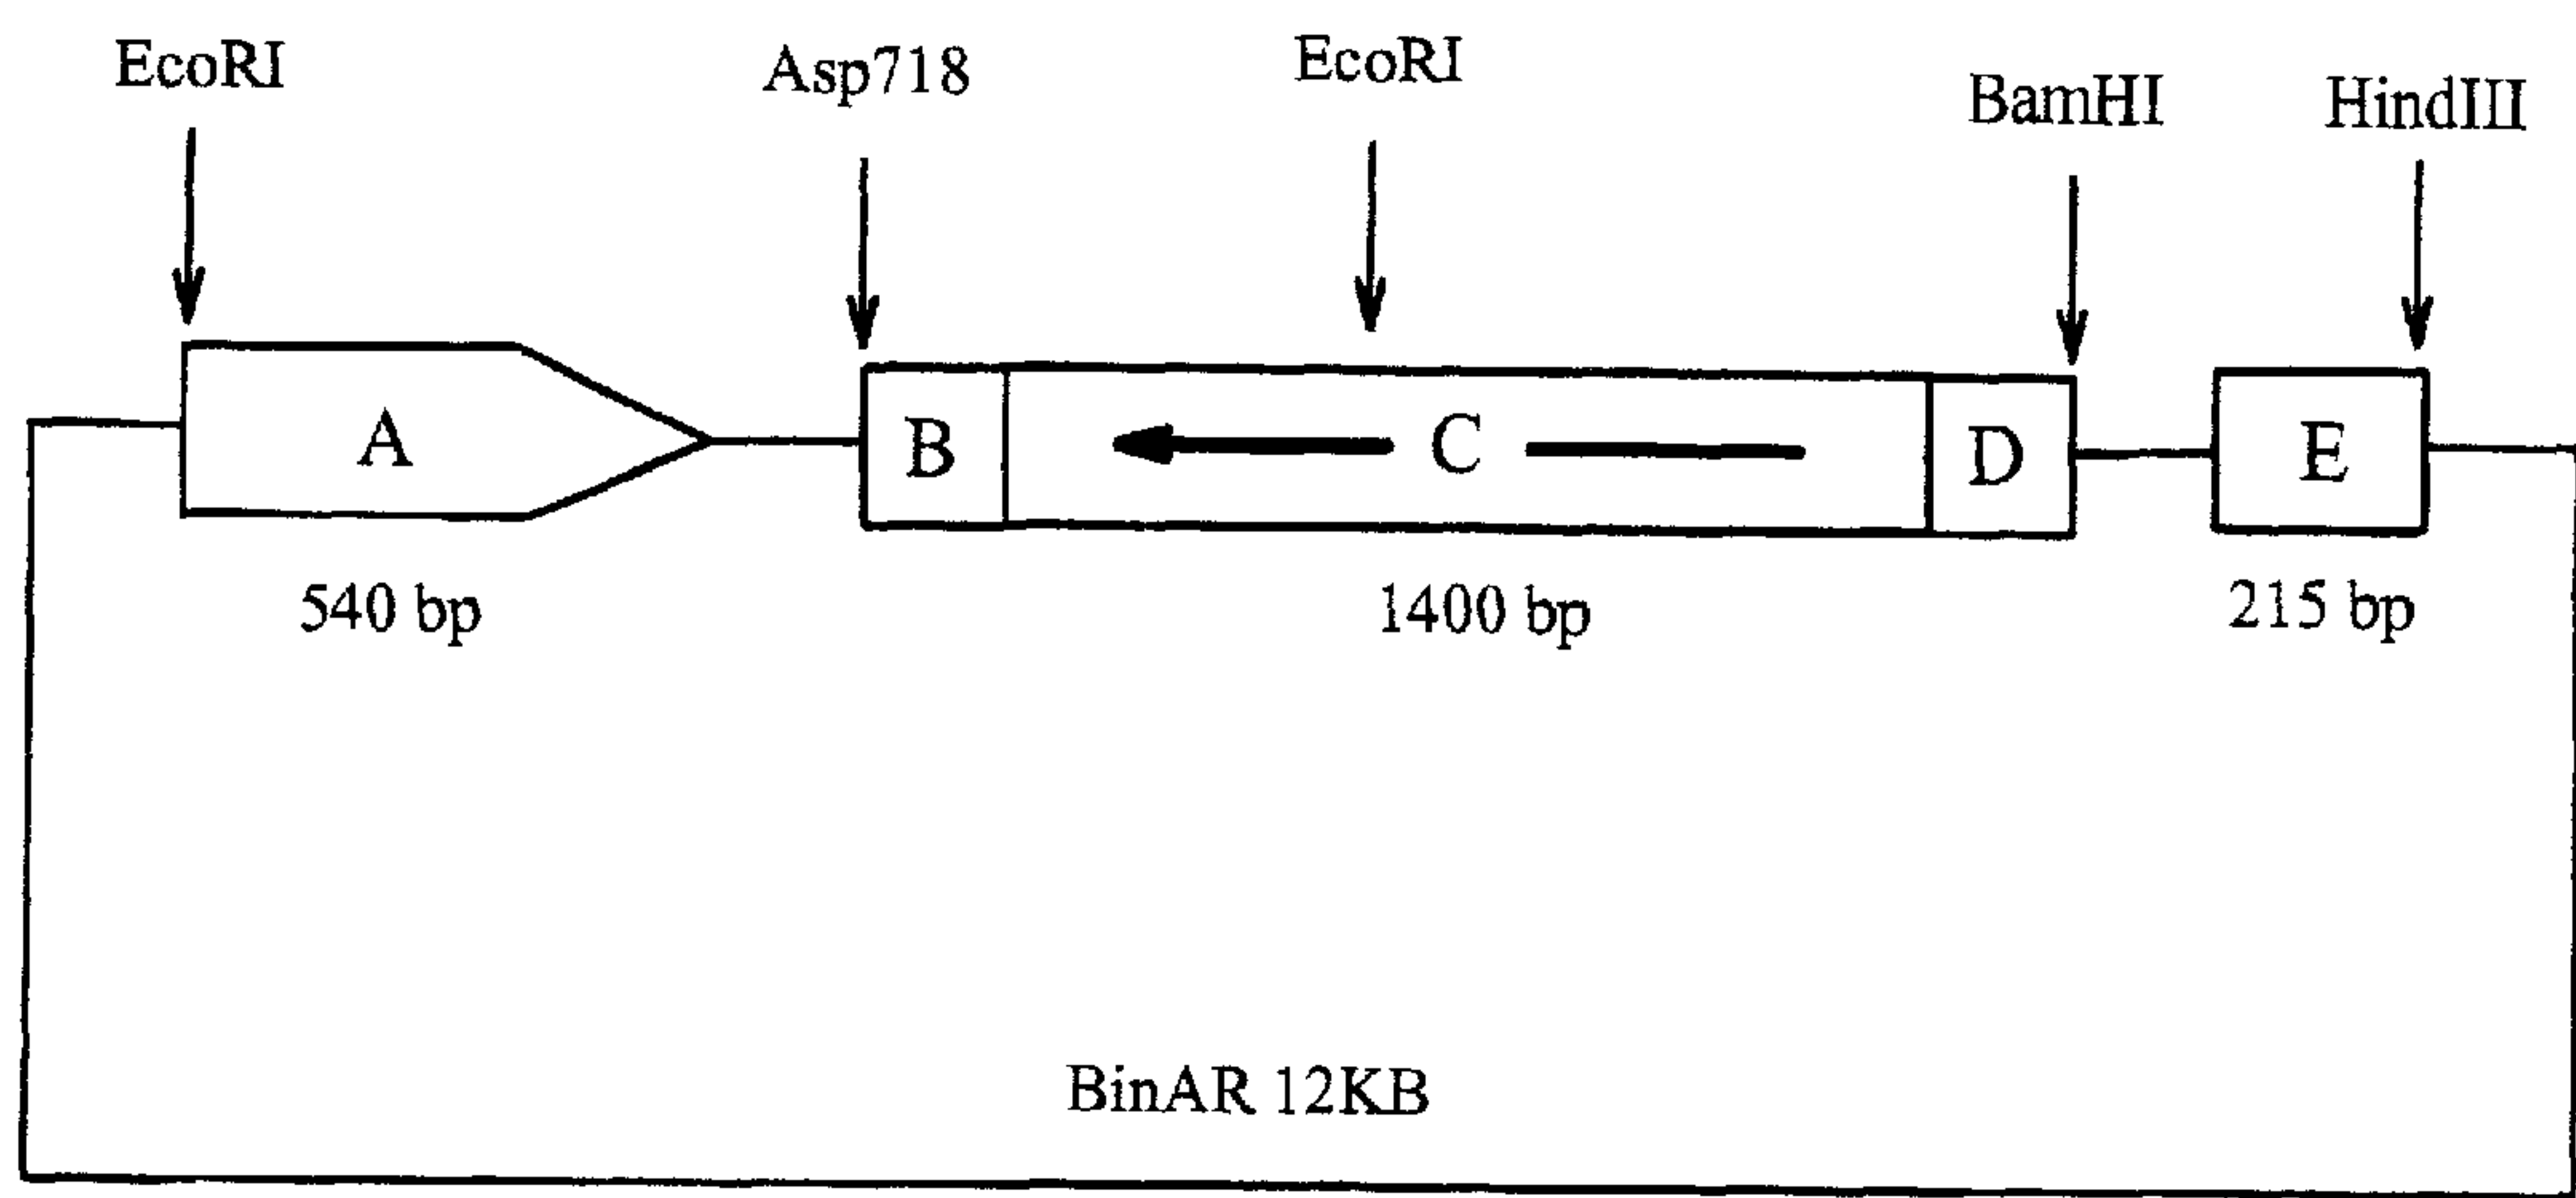 EcoRI
Asp718
EcoRI
BamHI
HindIII
A
B
C
D
E
540 bp
1400 bp
215 bp
BinAR 12KB